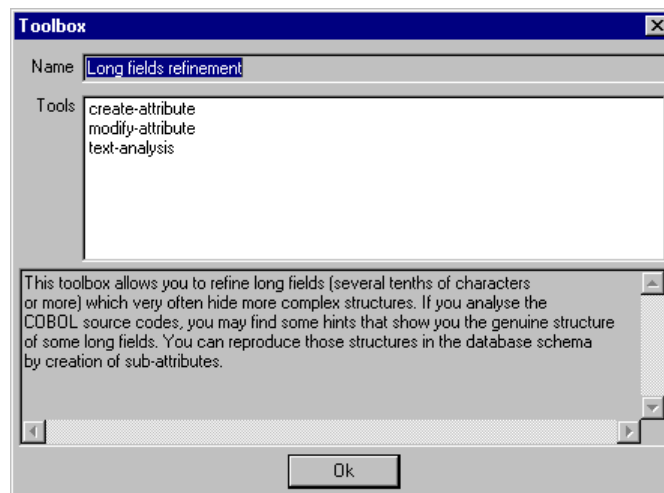 Toolbox
Name Long fields refinement
Tools create-attribute
modify-attribute
text-analysis
This toolbox allows you to refine long fields (several tenths of characters
or more) which very often hide more complex structures. If you analyse the
COBOL source codes, you may find some hints that show you the genuine structure
of some long fields. You can reproduce those structures in the database schema
by creation of sub-attributes.
Ok